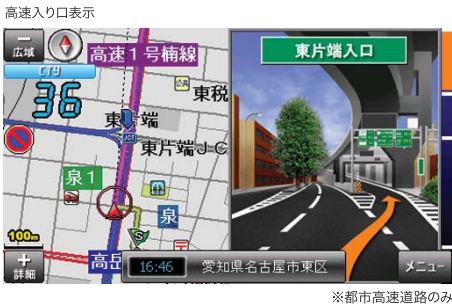 高速入り口表示
広域
CTY
36
高速1号楠線
東税
東片端
東片端JC
泉1
泉
100m
詳細
高岳
16:46
愛知県名古屋市東区
東片端入口
メニュー
※都市高速道路のみ